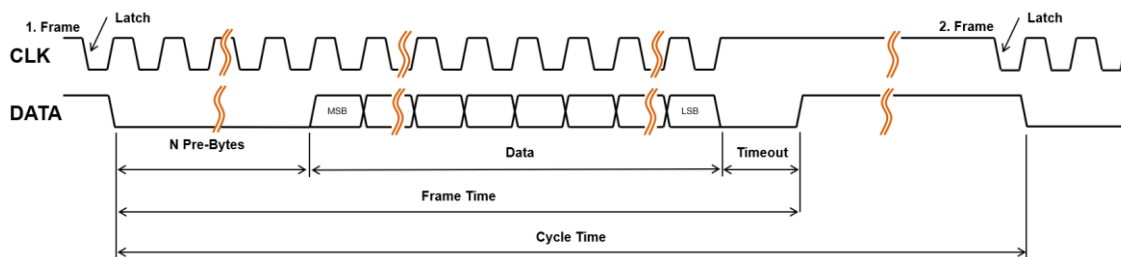 1. Frame
Latch
2. Frame
Latch
CLK
DATA
MSB
LSB
N Pre-Bytes
Data
Timeout
Frame Time
Cycle Time